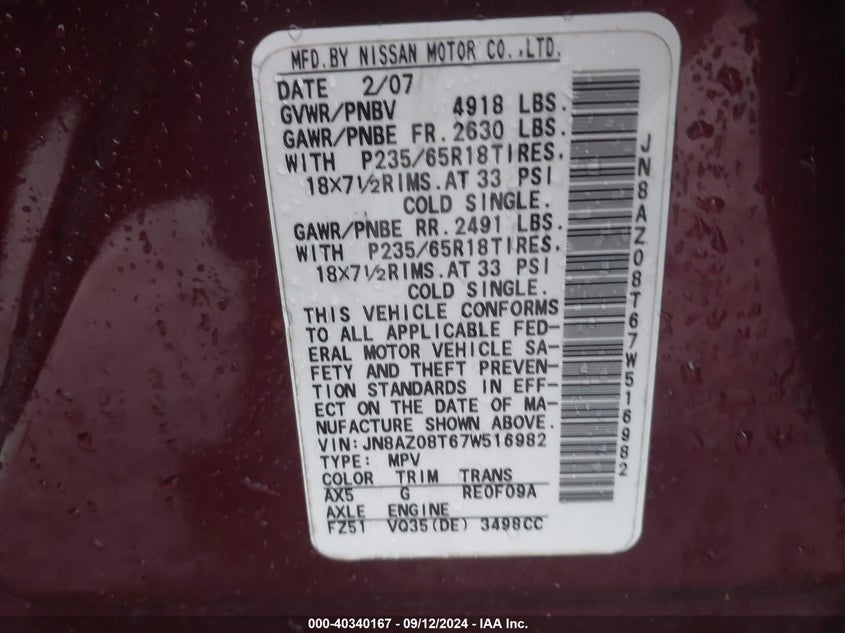 MFD.BY NISSAN MOTOR CO.,LTD.
DATE 2/07
GVWR/PNBV 4918 LBS.
GAWR/PNBE FR.2630 LBS.
WITH P235/65R18TIRES,
18X7½RIMS.AT 33 PSI
COLD SINGLE.
GAWR/PNBE RR.2491 LBS.
WITH P235/65R18TIRES,
18X7½RIMS.AT 33 PSI
COLD SINGLE.
THIS VEHICLE CONFORMS
TO ALL APPLICABLE FED-
ERAL MOTOR VEHICLE SA-
FETY AND THEFT PREVEN-
TION STANDARDS IN EFF-
ECT ON THE DATE OF MA-
NUFACTURE SHOWN ABOVE.
VIN:JN8AZ08T67W516982
TYPE: MPV
COLOR TRIM TRANS
AX5 G RE0F09A
AXLE ENGINE
FZ51 VQ35(DE) 3498CC
JN8AZ08T67W516982
000-40340167 - 09/12/2024 - IAA Inc.